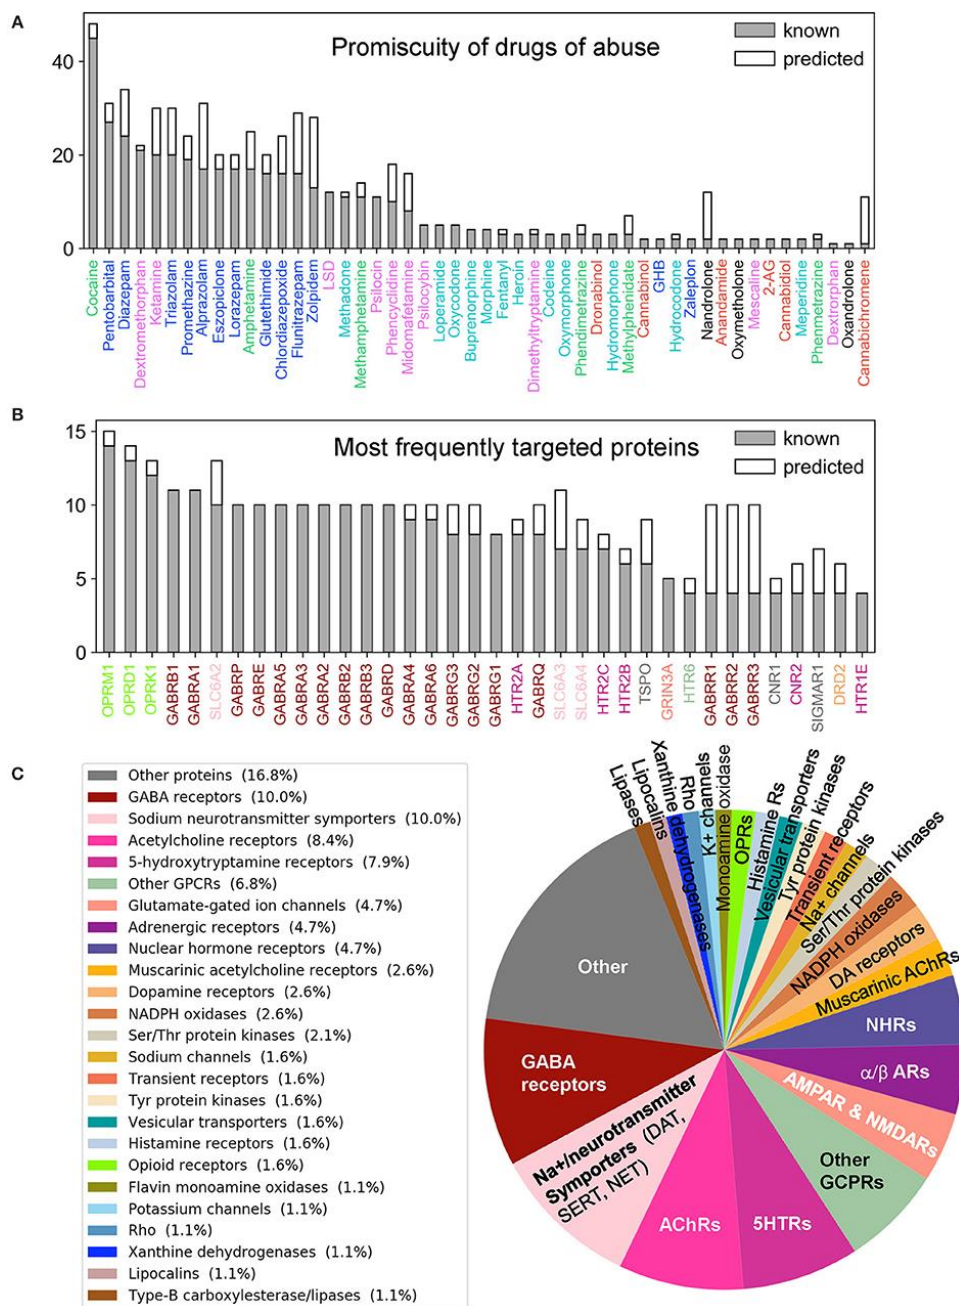 A
Promiscuity of drugs of abuse
known
predicted
40
20
0
Cocaine
Pentobarbital
Diazepam
Dextromethorphan
Ketamine
Triazolam
Promethazine
Alprazolam
Eszopiclone
Lorazepam
Amphetamine
Glutethimide
Chlordiazepoxide
Flunitrazepam
Zolpidem
LSD
Methadone
Methamphetamine
Psilocin
Phencyclidine
Midomafetamine
Psilocybin
Loperamide
Oxycodone
Buprenorphine
Morphine
Fentanyl
Heroin
Dimethyltryptamine
Codeine
Oxymorphone
Phendimetrazine
Dronabinol
Hydromorphone
Methylphenidate
Cannabinol
GHB
Hydrocodone
Zaleplon
Nandrolone
Anandamide
Oxymetholone
Mescaline
2-AG
Cannabidiol
Meperidine
Phenmetrazine
Dextrorphan
Oxandrolone
Cannabichromene
B
Most frequently targeted proteins
known
predicted
15
10
5
0
OPRM1
OPRD1
OPRK1
GABRB1
GABRA1
SLC6A2
GABRP
GABRE
GABRA5
GABRA3
GABRA2
GABRB2
GABRB3
GABRD
GABRA4
GABRA6
GABRG3
GABRG2
GABRG1
HTR2A
GABRQ
SLC6A3
SLC6A4
HTR2C
HTR2B
TSPO
GRIN3A
HTR6
GABRR1
GABRR2
GABRR3
CNR1
CNR2
SIGMAR1
DRD2
HTR1E
C
Other proteins (16.8%)
GABA receptors (10.0%)
Sodium neurotransmitter symporters (10.0%)
Acetylcholine receptors (8.4%)
5-hydroxytryptamine receptors (7.9%)
Other GPCRs (6.8%)
Glutamate-gated ion channels (4.7%)
Adrenergic receptors (4.7%)
Nuclear hormone receptors (4.7%)
Muscarinic acetylcholine receptors (2.6%)
Dopamine receptors (2.6%)
NADPH oxidases (2.6%)
Ser/Thr protein kinases (2.1%)
Sodium channels (1.6%)
Transient receptors (1.6%)
Tyr protein kinases (1.6%)
Vesicular transporters (1.6%)
Histamine receptors (1.6%)
Opioid receptors (1.6%)
Flavin monoamine oxidases (1.1%)
Potassium channels (1.1%)
Rho (1.1%)
Xanthine dehydrogenases (1.1%)
Lipocalins (1.1%)
Type-B carboxylesterase/lipases (1.1%)
Lipases
Lipocalins
Xanthine dehydrogenases
Rho
K+ channels
Monoamine oxidase
OPRs
Histamine Rs
Vesicular transporters
Tyr protein kinases
Transient receptors
Na+ channels
Ser/Thr protein kinases
NADPH oxidases
DA receptors
Muscarinic AChRs
NHRs
α/β ARs
AMPAR & NMDARs
Other
GCPRs
5HTRs
AChRs
Na+/neurotransmitter
Symporters (DAT,
SERT, NET)
GABA
receptors
Other